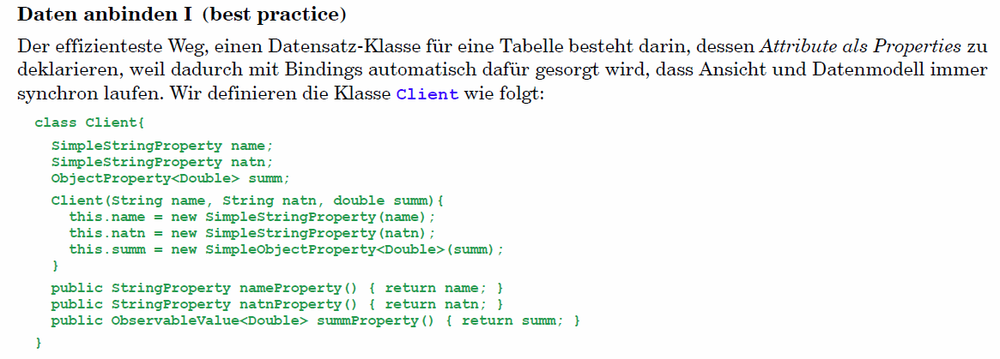 Daten anbinden I (best practice)
Der effizienteste Weg, einen Datensatz-Klasse für eine Tabelle besteht darin, dessen Attribute als Properties zu
deklarieren, weil dadurch mit Bindings automatisch dafür gesorgt wird, dass Ansicht und Datenmodell immer
synchron laufen. Wir definieren die Klasse Client wie folgt:
class Client{
SimpleStringProperty name;
SimpleStringProperty natn;
ObjectProperty<Double> summ;
Client(String name, String natn, double summ){
this.name = new SimpleStringProperty(name);
this.natn = new SimpleStringProperty(natn);
this.summ = new SimpleObjectProperty<Double>(summ);
}
public StringProperty nameProperty() { return name; }
public StringProperty natnProperty() { return natn; }
public ObservableValue<Double> summProperty() { return summ; }
}